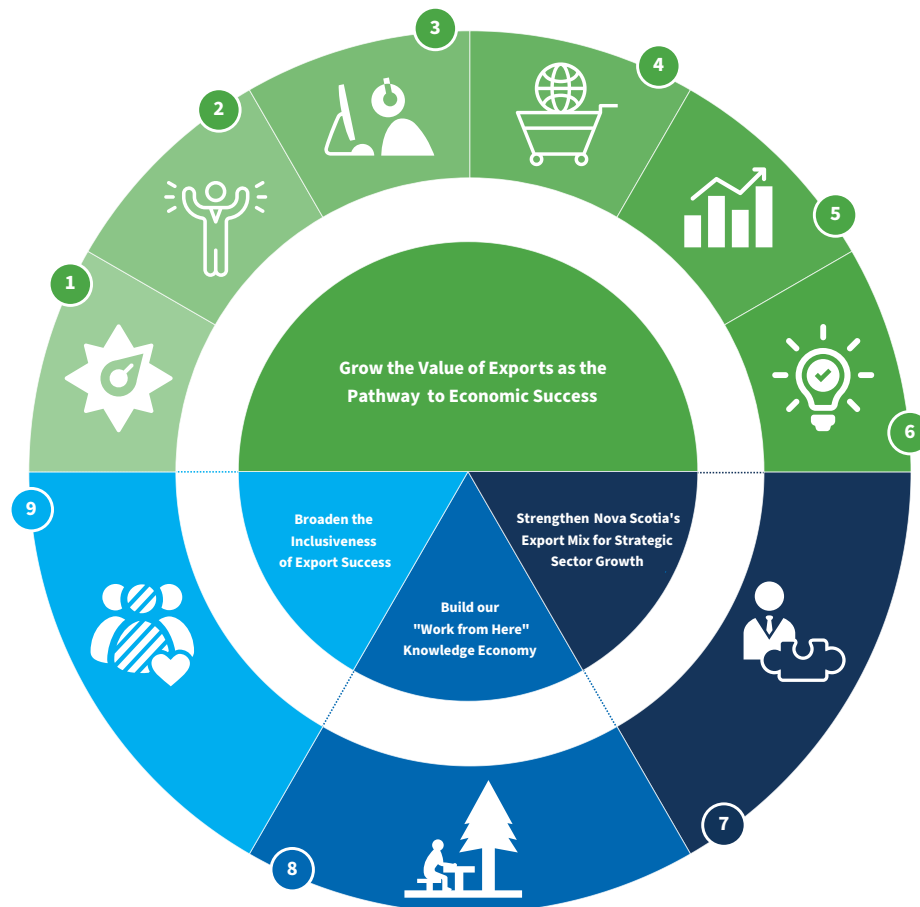 3
4
2
5
1
Grow the Value of Exports as the
Pathway to Economic Success
6
9
Broaden the
Inclusiveness
of Export Success
Strengthen Nova Scotia's
Export Mix for Strategic
Sector Growth
Build our
"Work from Here"
Knowledge Economy
7
8